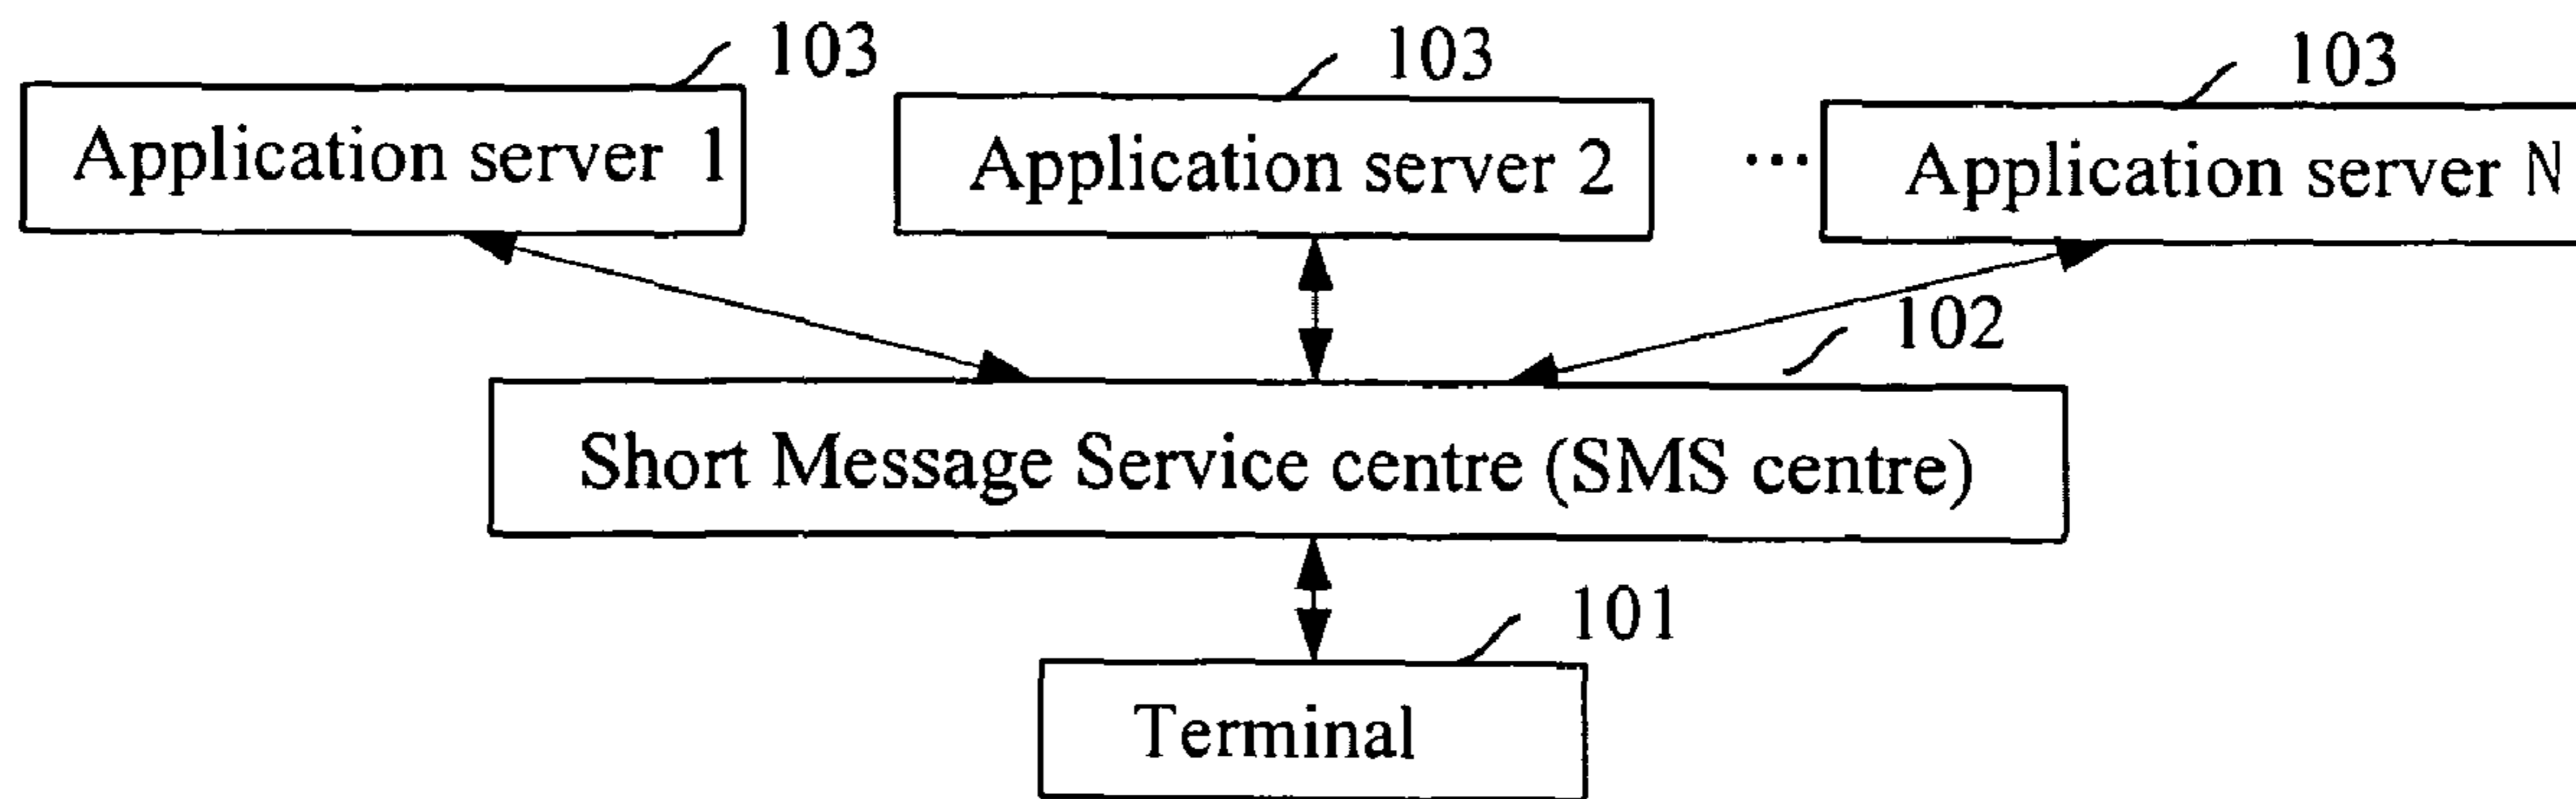 103
103
103
Application server 1
Application server 2
...
Application server N
102
Short Message Service centre (SMS centre)
101
Terminal